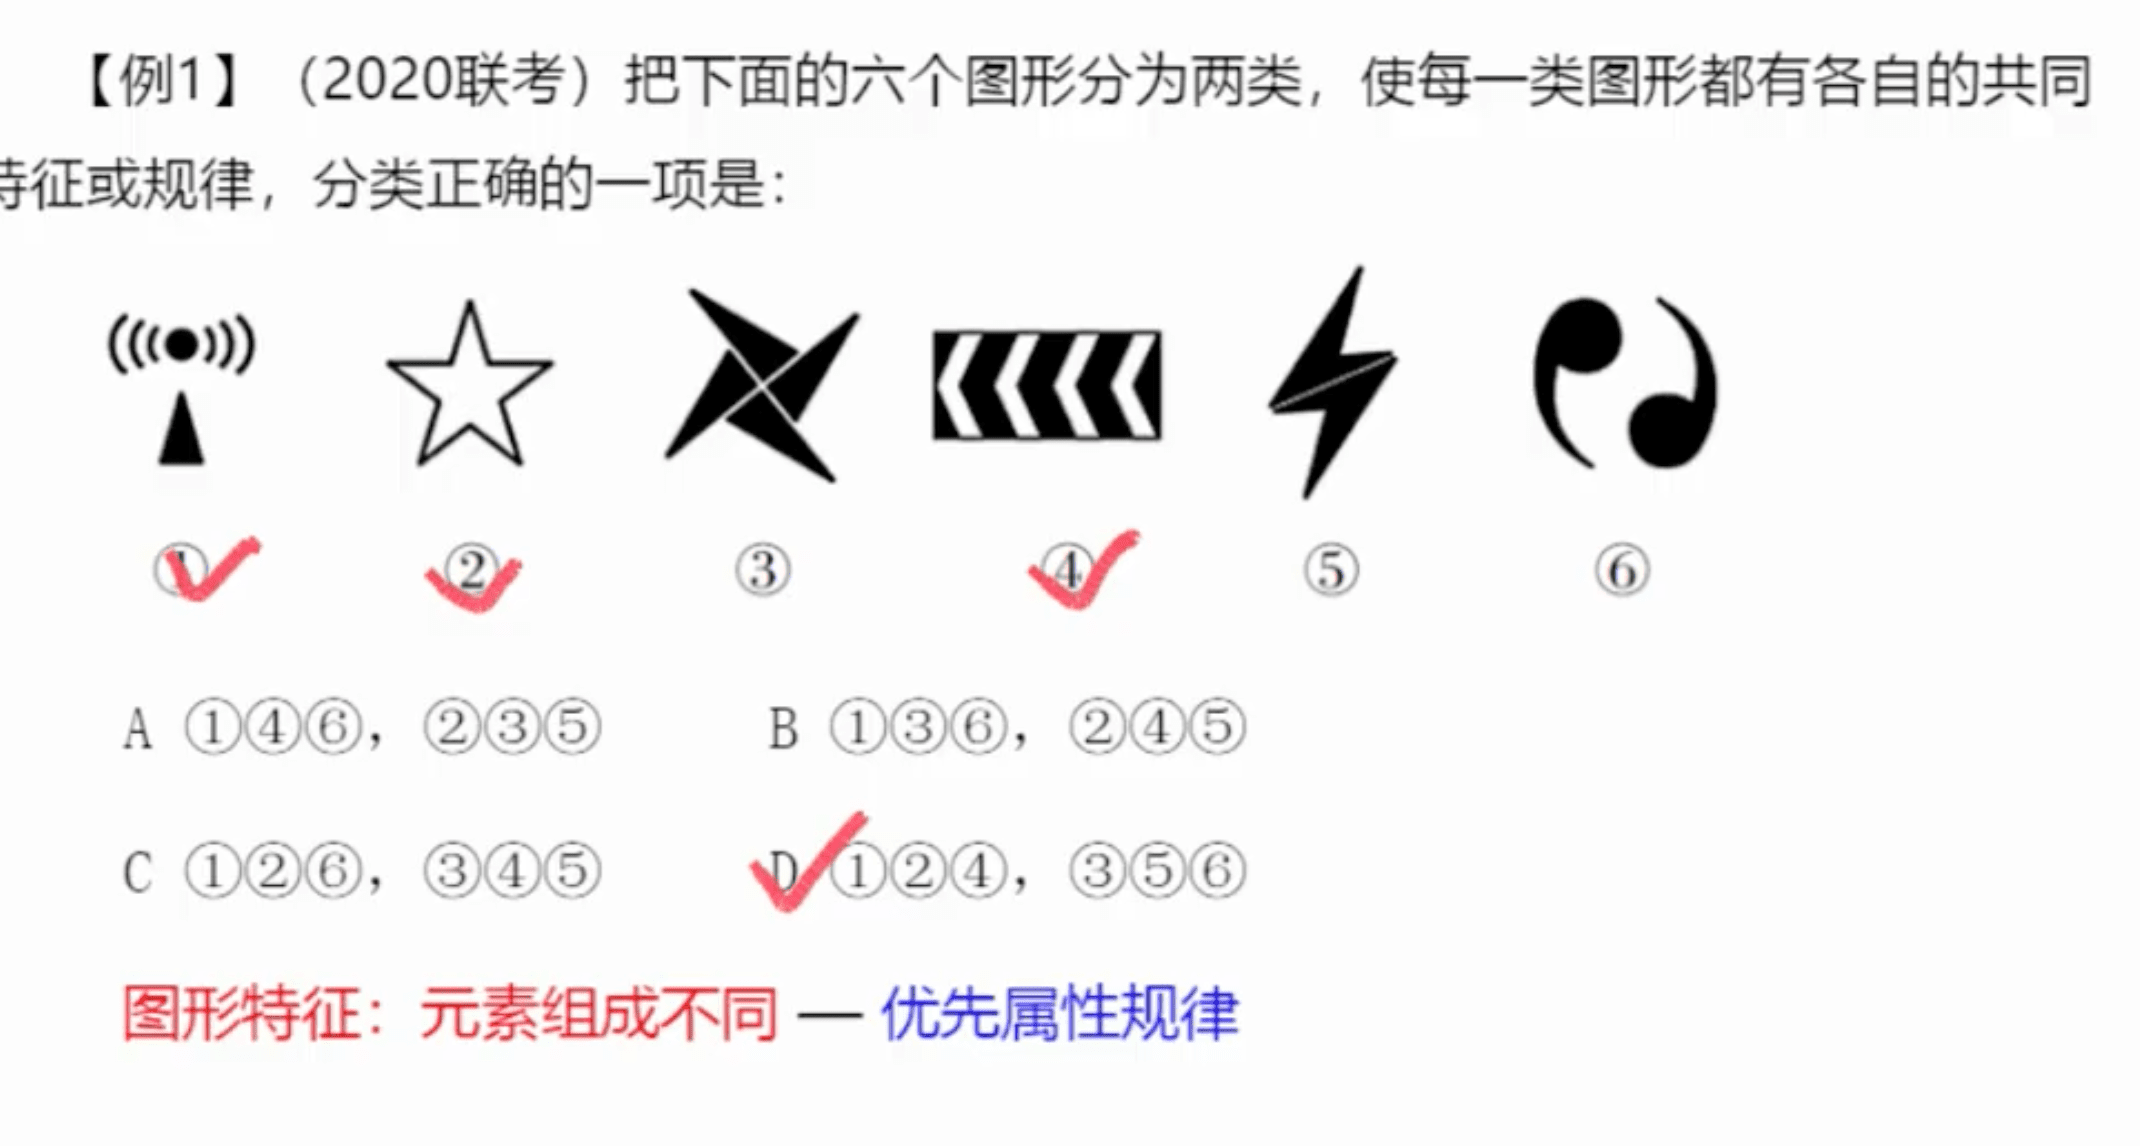 【例1】（2020联考）把下面的六个图形分为两类，使每一类图形都有各自的共同
特征或规律，分类正确的一项是：
① ② ③ ④ ⑤ ⑥
A ①④⑥，②③⑤ B ①③⑥，②④⑤
C ①②⑥，③④⑤ D ①②④，③⑤⑥
图形特征：元素组成不同 — 优先属性规律